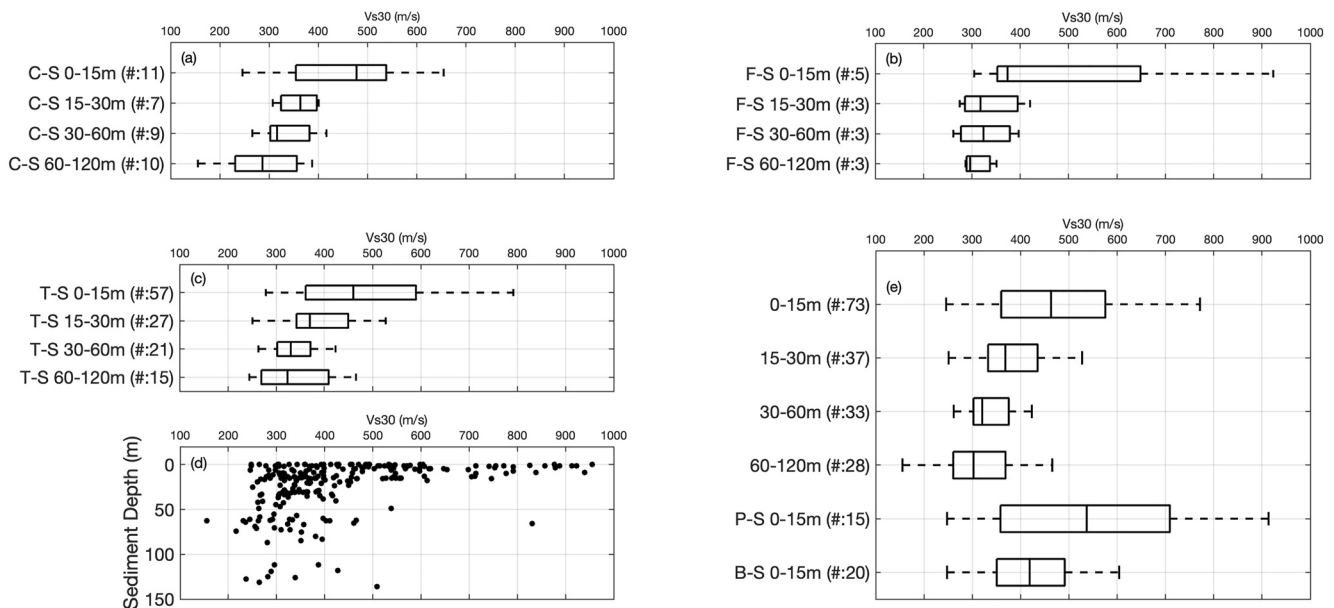 Vs30 (m/s)
100 200 300 400 500 600 700 800 900 1000
(a)
C-S 0-15m (#:11)
C-S 15-30m (#:7)
C-S 30-60m (#:9)
C-S 60-120m (#:10)
Vs30 (m/s)
100 200 300 400 500 600 700 800 900 1000
(b)
F-S 0-15m (#:5)
F-S 15-30m (#:3)
F-S 30-60m (#:3)
F-S 60-120m (#:3)
Vs30 (m/s)
100 200 300 400 500 600 700 800 900 1000
(c)
T-S 0-15m (#:57)
T-S 15-30m (#:27)
T-S 30-60m (#:21)
T-S 60-120m (#:15)
Vs30 (m/s)
100 200 300 400 500 600 700 800 900 1000
(d)
Sediment Depth (m)
0
50
100
150
Vs30 (m/s)
100 200 300 400 500 600 700 800 900 1000
(e)
0-15m (#:73)
15-30m (#:37)
30-60m (#:33)
60-120m (#:28)
P-S 0-15m (#:15)
B-S 0-15m (#:20)